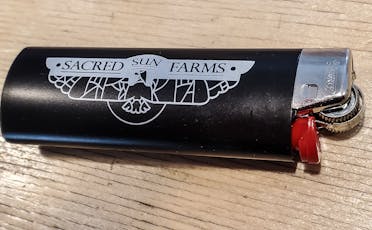 • SACRED SUN FARMS •